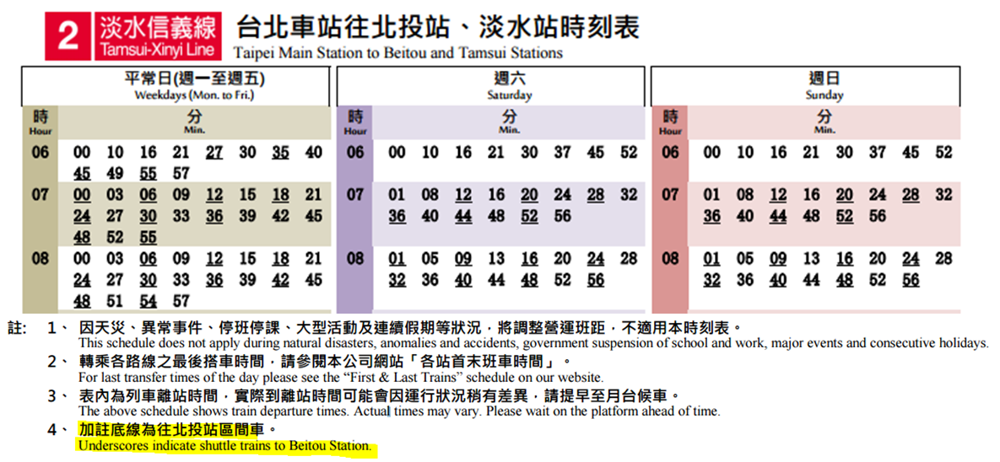 2 淡水信義線 台北車站往北投站、淡水站時刻表
Tamsui-Xinyi Line Taipei Main Station to Beitou and Tamsui Stations
平常日(週一至週五) 週六 週日
Weekdays (Mon. to Fri.) Saturday Sunday
時 分 時 分 時 分
Hour Min. Hour Min. Hour Min.
06 00 10 16 21 27 30 35 40 06 00 10 16 21 30 37 45 52 06 00 10 16 21 30 37 45 52
45 49 55 57
07 00 03 06 09 12 15 18 21 07 01 08 12 16 20 24 28 32 07 01 08 12 16 20 24 28 32
24 27 30 33 36 39 42 45 36 40 44 48 52 56 36 40 44 48 52 56
48 52 55
08 00 03 06 09 12 15 18 21 08 01 05 09 13 16 20 24 28 08 01 05 09 13 16 20 24 28
24 27 30 33 36 39 42 45 32 36 40 44 48 52 56 32 36 40 44 48 52 56
48 51 54 57
註: 1、 因天災、異常事件、停班停課、大型活動及連續假期等狀況，將調整營運班距，不適用本時刻表。
This schedule does not apply during natural disasters, anomalies and accidents, government suspension of school and work, major events and consecutive holidays.
2、 轉乘各路線之最後搭車時間，請參閱本公司網站「各站首末班車時間」。
For last transfer times of the day please see the “First & Last Trains” schedule on our website.
3、 表內為列車離站時間，實際到離站時間可能會因運行狀況稍有差異，請提早至月台候車。
The above schedule shows train departure times. Actual times may vary. Please wait on the platform ahead of time.
4、 加註底線為往北投站區間車。
Underscores indicate shuttle trains to Beitou Station.